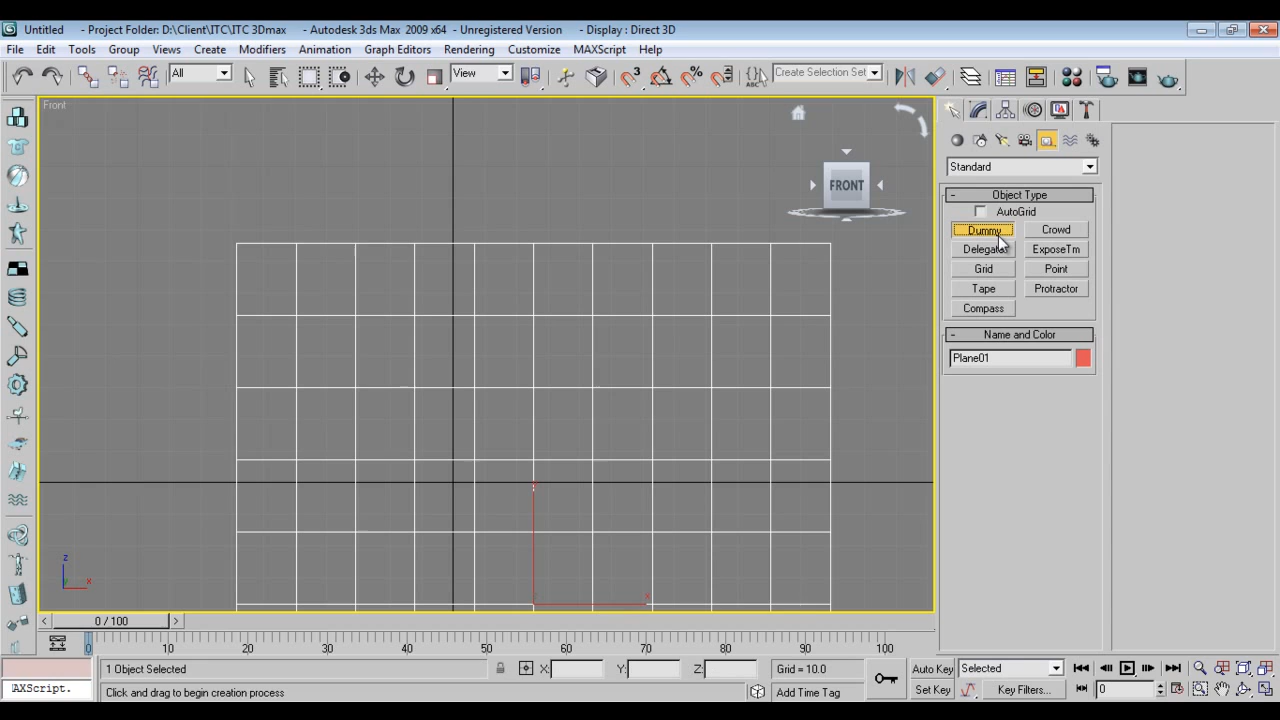 Untitled - Project Folder: D:\Client\ITC\ITC 3Dmax - Autodesk 3ds Max 2009 x64 - Unregistered Version - Display : Direct 3D
File Edit Tools Group Views Create Modifiers Animation Graph Editors Rendering Customize MAXScript Help
All View Create Selection Set
Front
FRONT
Standard
- Object Type
AutoGrid
Dummy Crowd
Delegate ExposeTm
Grid Point
Tape Protractor
Compass
- Name and Color
Plane01
z
x
y
x
< 0 / 100 >
0 10 20 30 40 50 60 70 80 90 100
1 Object Selected X: Y: Z: Grid = 10.0 Auto Key Selected
AXScript. Click and drag to begin creation process Add Time Tag Set Key Key Filters... 0